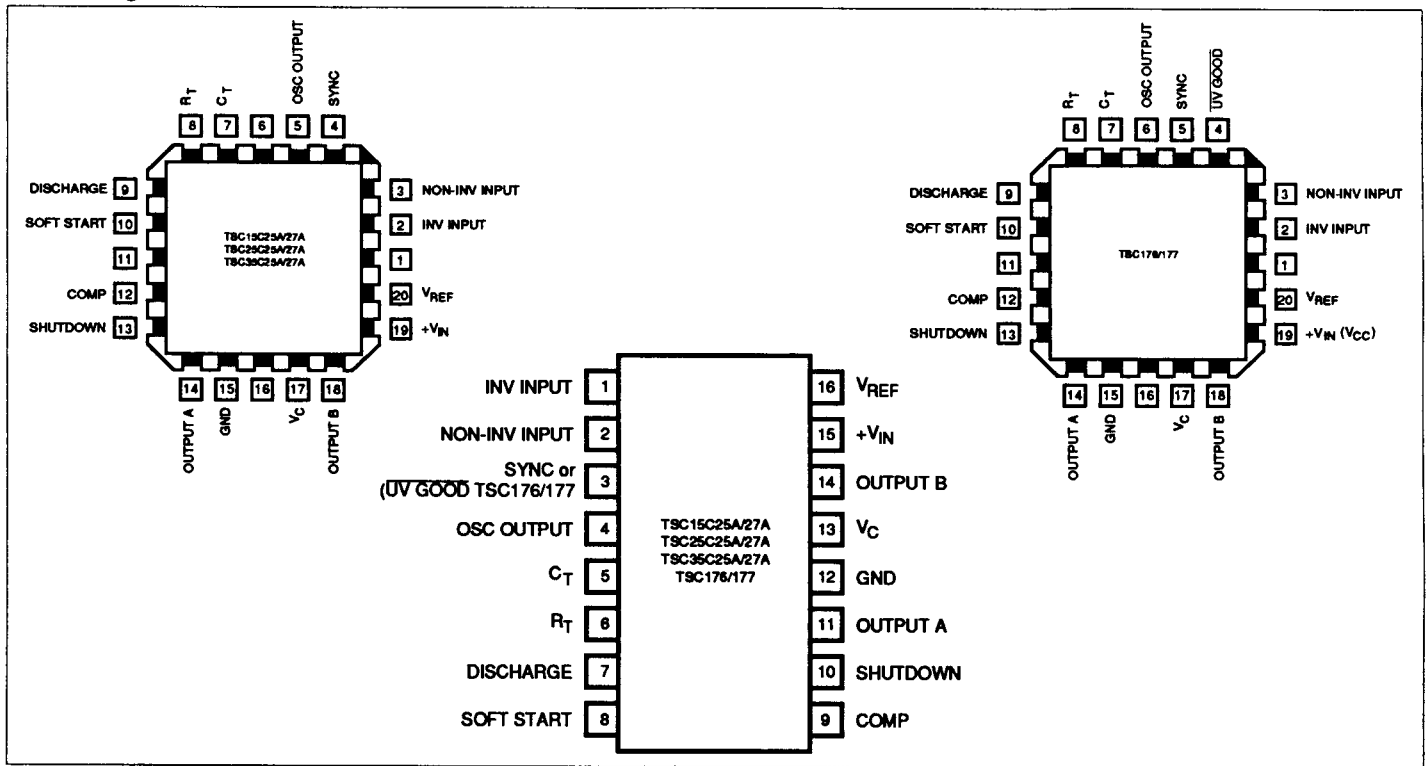 R_T
C_T
OSC OUTPUT
SYNC
8
7
6
5
4
DISCHARGE 9
SOFT START 10
11
COMP 12
SHUTDOWN 13
TSC15C25A/27A
TSC25C25A/27A
TSC35C25A/27A
3 NON-INV INPUT
2 INV INPUT
1
20 V_REF
19 +V_IN
14
15
16
17
18
OUTPUT A
GND
V_C
OUTPUT B
R_T
C_T
OSC OUTPUT
SYNC
UV GOOD
8
7
6
5
4
DISCHARGE 9
SOFT START 10
11
COMP 12
SHUTDOWN 13
TSC176/177
3 NON-INV INPUT
2 INV INPUT
1
20 V_REF
19 +V_IN (V_CC)
14
15
16
17
18
OUTPUT A
GND
V_C
OUTPUT B
INV INPUT 1
NON-INV INPUT 2
SYNC or
(UV GOOD TSC176/177 3
OSC OUTPUT 4
C_T 5
R_T 6
DISCHARGE 7
SOFT START 8
TSC15C25A/27A
TSC25C25A/27A
TSC35C25A/27A
TSC176/177
16 V_REF
15 +V_IN
14 OUTPUT B
13 V_C
12 GND
11 OUTPUT A
10 SHUTDOWN
9 COMP